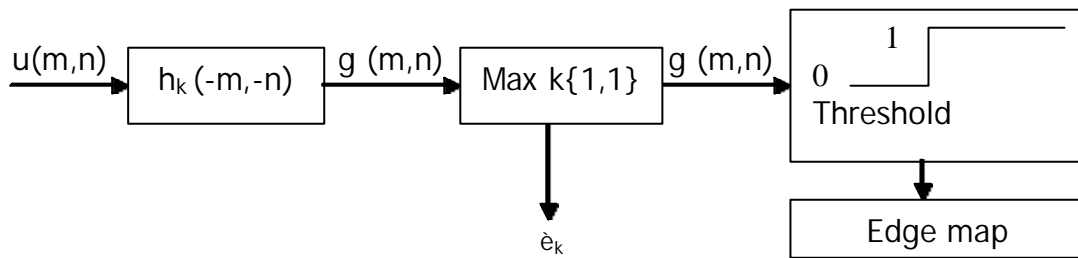 u(m,n)
hk (-m,-n)
g (m,n)
Max k{1,1}
g (m,n)
1
0
Threshold
èk
Edge map